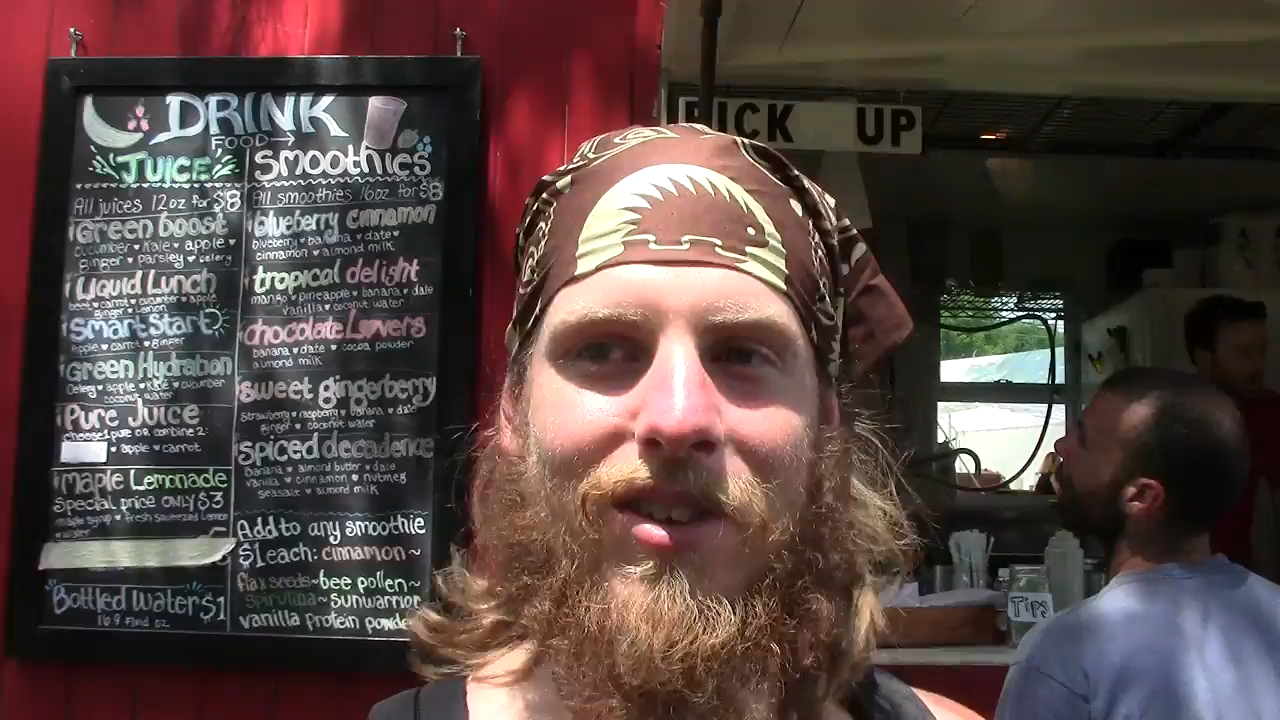 DRINK
FOOD →
JUICE
All juices 12oz for $8
Green boost
cucumber ♥ kale ♥ apple ♥
ginger ♥ parsley ♥ celery
Liquid Lunch
beet ♥ carrot ♥ cucumber ♥ apple
ginger ♥ lemon
Smart Start
apple ♥ carrot ♥ ginger
Green Hydration
Celery ♥ apple ♥ kale ♥ cucumber
coconut water
Pure Juice
choose 1 pure OR combine 2:
♥ apple ♥ carrot
Maple Lemonade
Special price ONLY $3
maple syrup ♥ fresh squeezed lemon
♥ water
Bottled Water $1
16.9 fluid oz
Smoothies
All smoothies 16oz for $8
blueberry cinnamon
blueberry ♥ banana ♥ date ♥
cinnamon ♥ almond milk
tropical delight
mango ♥ pineapple ♥ banana ♥ date
vanilla ♥ coconut water
chocolate Lovers
banana ♥ date ♥ cocoa powder
almond milk
sweet gingerberry
strawberry ♥ raspberry ♥ banana ♥ date
ginger ♥ coconut water
spiced decadence
banana ♥ almond butter ♥ date
vanilla ♥ cinnamon ♥ nutmeg
seasalt ♥ almond milk
Add to any smoothie
$1 each: cinnamon ~
flax seeds ~ bee pollen ~
spirulina ~ sunwarrior
vanilla protein powder
PICK UP
TIPS